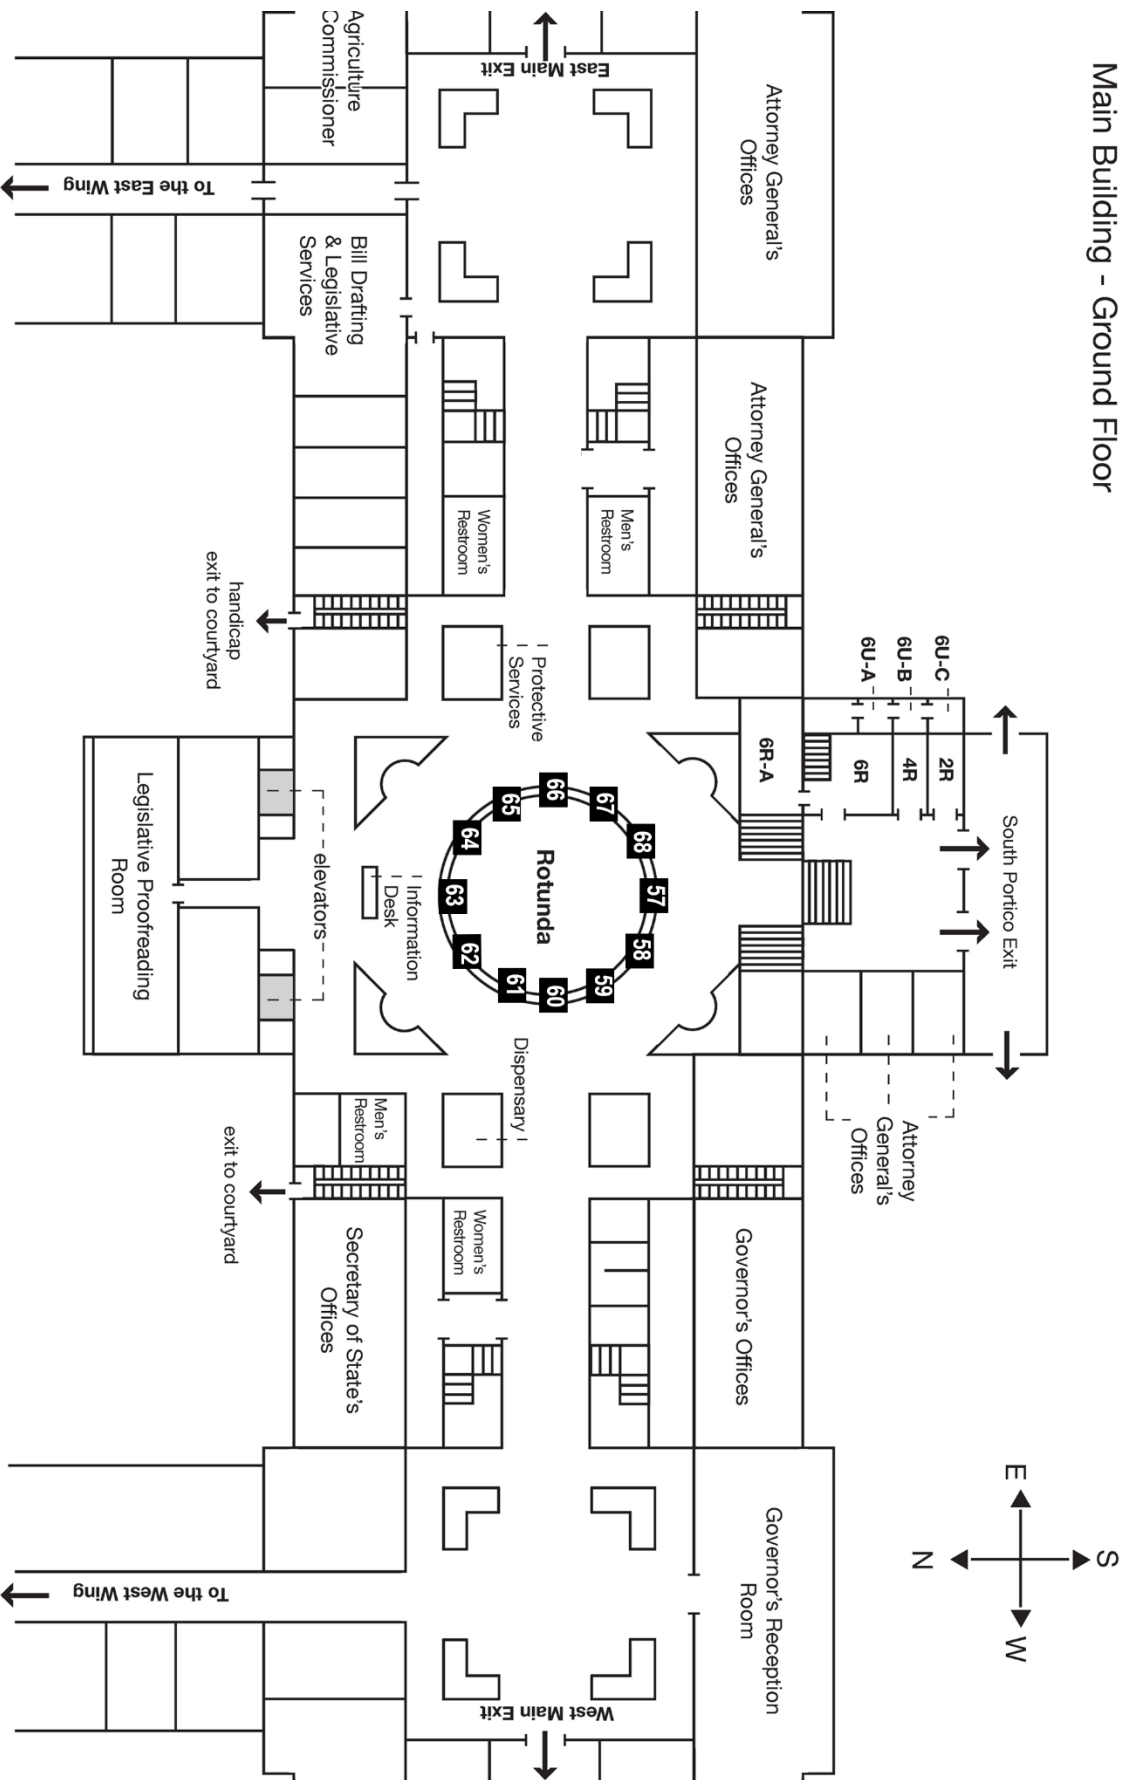 Main Building - Ground Floor
Agriculture
Commissioner
East Main Exit
Attorney General's
Offices
To the East Wing
Bill Drafting
& Legislative
Services
Attorney General's
Offices
Women's
Restroom
Men's
Restroom
handicap
exit to courtyard
Protective
Services
6U-A
6U-B
6U-C
6R-A
6R
4R
2R
South Portico Exit
Legislative Proofreading
Room
elevators
Information
Desk
Rotunda
57
58
59
60
61
62
63
64
65
66
67
68
Dispensary
Attorney
General's
Offices
Men's
Restroom
exit to courtyard
Women's
Restroom
Secretary of State's
Offices
Governor's Offices
Governor's Reception
Room
To the West Wing
West Main Exit
E
S
N
W